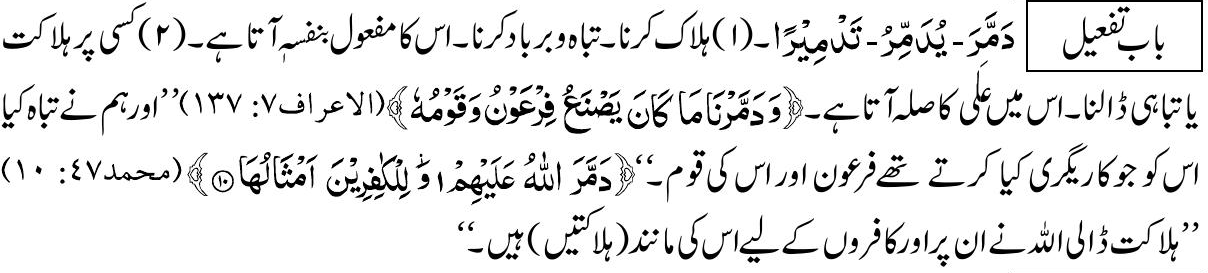 باب تفعیل دَمَّرَ۔ یُدَمِّرُ۔ تَدْمِیْرًا۔ (۱) ہلاک کرنا۔ تباہ و برباد کرنا۔ اس کا مفعول بنفسہٖ آتا ہے۔ (۲) کسی پر ہلاکت
یا تباہی ڈالنا۔ اس میں عَلٰی کا صلہ آتا ہے۔ ﴿وَدَمَّرْنَا مَا کَانَ یَصْنَعُ فِرْعَوْنُ وَقَوْمُهٗ﴾ (الاعراف۷: ۱۳۷) ’’اور ہم نے تباہ کیا
اس کو جو کاریگری کیا کرتے تھے فرعون اور اس کی قوم۔‘‘ ﴿دَمَّرَ اللّٰهُ عَلَیْهِمْ ۫ وَلِلْکٰفِرِیْنَ اَمْثَالُهَا ۝۱۰﴾ (محمد۴۷: ۱۰)
’’ہلاکت ڈالی اللہ نے ان پر اور کافروں کے لیے اس کی مانند (ہلاکتیں) ہیں۔‘‘